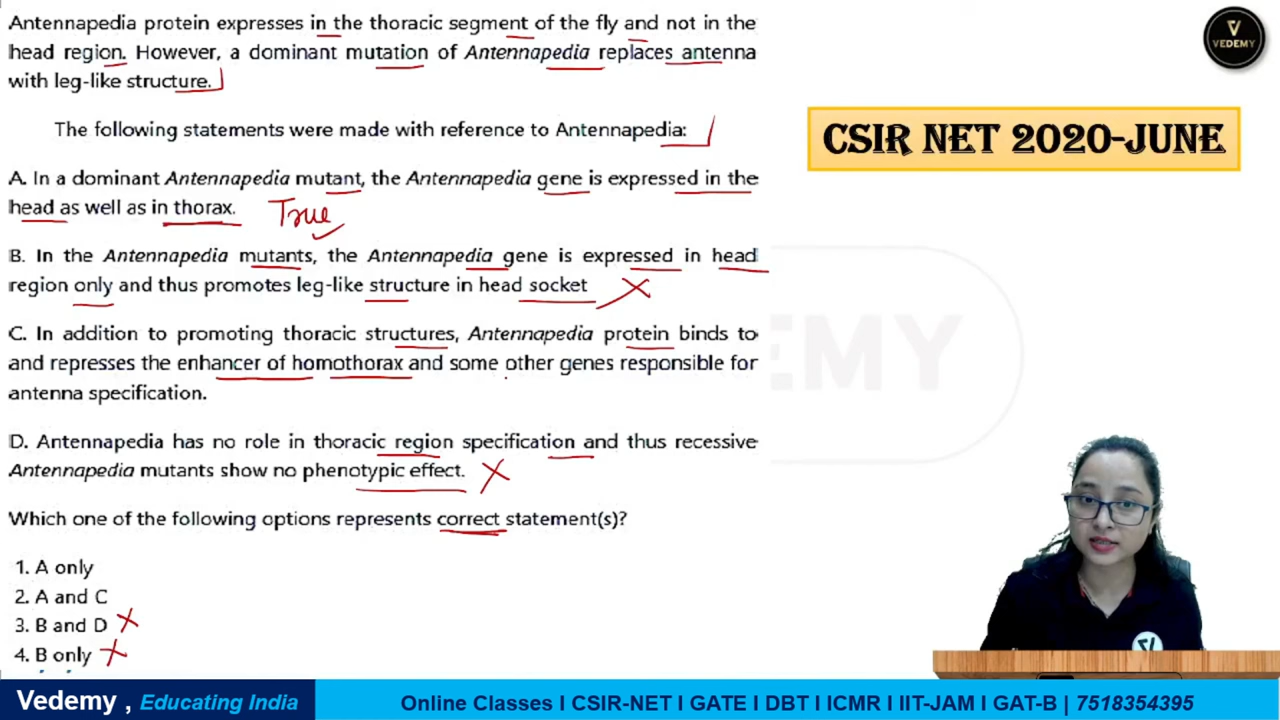 Antennapedia protein expresses in the thoracic segment of the fly and not in the
head region. However, a dominant mutation of Antennapedia replaces antenna
with leg-like structure.
The following statements were made with reference to Antennapedia:
A. In a dominant Antennapedia mutant, the Antennapedia gene is expressed in the
head as well as in thorax. True
B. In the Antennapedia mutants, the Antennapedia gene is expressed in head
region only and thus promotes leg-like structure in head socket
C. In addition to promoting thoracic structures, Antennapedia protein binds to
and represses the enhancer of homothorax and some other genes responsible for
antenna specification.
D. Antennapedia has no role in thoracic region specification and thus recessive
Antennapedia mutants show no phenotypic effect.
Which one of the following options represents correct statement(s)?
1. A only
2. A and C
3. B and D
4. B only
VEDEMY
CSIR NET 2020-JUNE
EMY
Vedemy , Educating India
Online Classes I CSIR-NET I GATE I DBT I ICMR I IIT-JAM I GAT-B | 7518354395